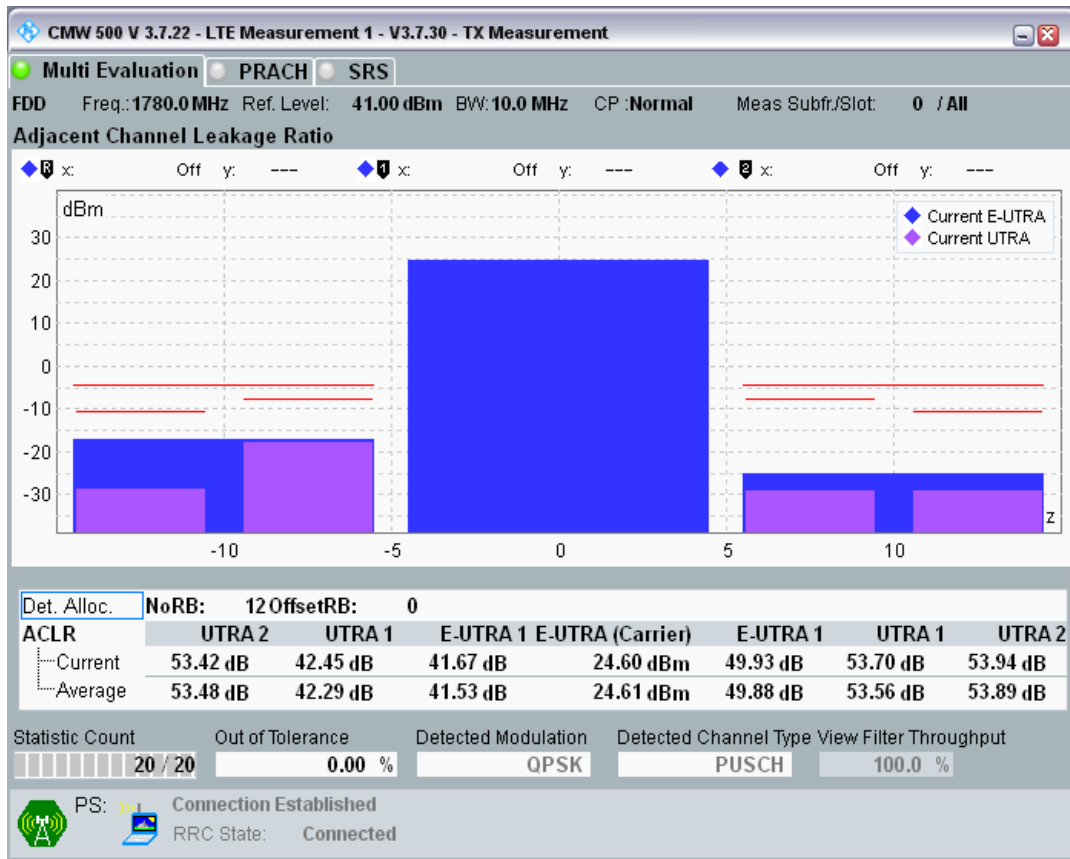 CMW 500 V 3.7.22 - LTE Measurement 1 - V3.7.30 - TX Measurement
Multi Evaluation PRACH SRS
FDD Freq.: 1780.0 MHz Ref. Level: 41.00 dBm BW: 10.0 MHz CP :Normal Meas Subfr./Slot: 0 / All
Adjacent Channel Leakage Ratio
R x: Off y: --- 1 x: Off y: --- 2 x: Off y: ---
dBm
Current E-UTRA
Current UTRA
30
20
10
0
-10
-20
-30
z
-10 -5 0 5 10
Det. Alloc. NoRB: 12 OffsetRB: 0
ACLR UTRA 2 UTRA 1 E-UTRA 1 E-UTRA (Carrier) E-UTRA 1 UTRA 1 UTRA 2
Current 53.42 dB 42.45 dB 41.67 dB 24.60 dBm 49.93 dB 53.70 dB 53.94 dB
Average 53.48 dB 42.29 dB 41.53 dB 24.61 dBm 49.88 dB 53.56 dB 53.89 dB
Statistic Count Out of Tolerance Detected Modulation Detected Channel Type View Filter Throughput
20 / 20 0.00 % QPSK PUSCH 100.0 %
PS: Connection Established
RRC State: Connected